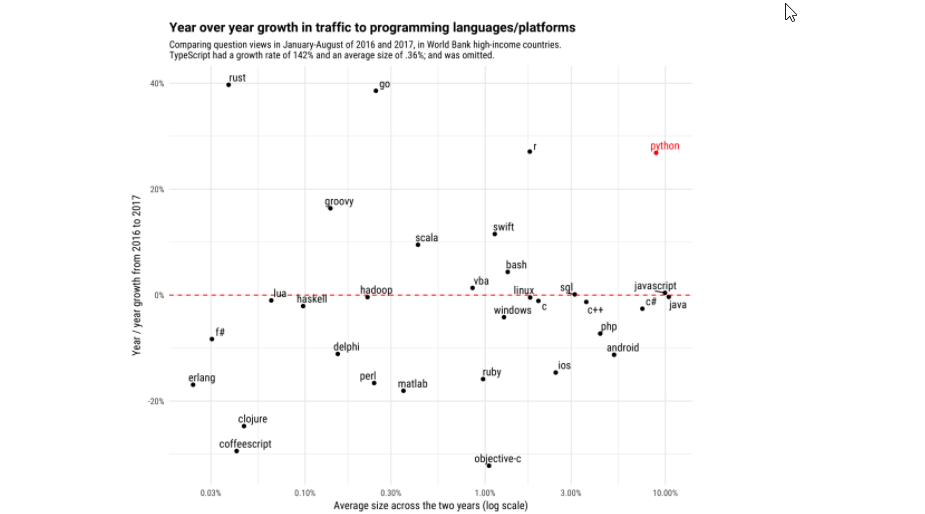 Year over year growth in traffic to programming languages/platforms
Comparing question views in January-August of 2016 and 2017, in World Bank high-income countries.
TypeScript had a growth rate of 142% and an average size of .36%; and was omitted.
rust
go
40%
r
python
20%
groovy
swift
scala
bash
vba
0%
lua
haskell
hadoop
linux
sql
javascript
windows
c
c++
c#
java
f#
php
delphi
android
erlang
perl
matlab
ruby
ios
-20%
clojure
coffeescript
objective-c
Year / year growth from 2016 to 2017
0.03%
0.10%
0.30%
1.00%
3.00%
10.00%
Average size across the two years (log scale)